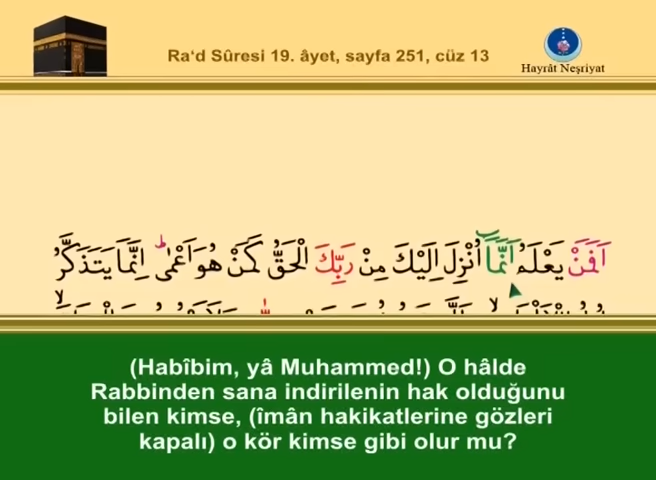 Ra'd Sûresi 19. âyet, sayfa 251, cüz 13
Hayrât Neşriyat
اَفَمَنْ يَعْلَمُ اَنَّمَٓا اُنْزِلَ اِلَيْكَ مِنْ رَبِّكَ الْحَقُّ كَمَنْ هُوَ اَعْمٰىۜ اِنَّمَا يَتَذَكَّرُ
(Habîbim, yâ Muhammed!) O hâlde
Rabbinden sana indirilenin hak olduğunu
bilen kimse, (îmân hakikatlerine gözleri
kapalı) o kör kimse gibi olur mu?